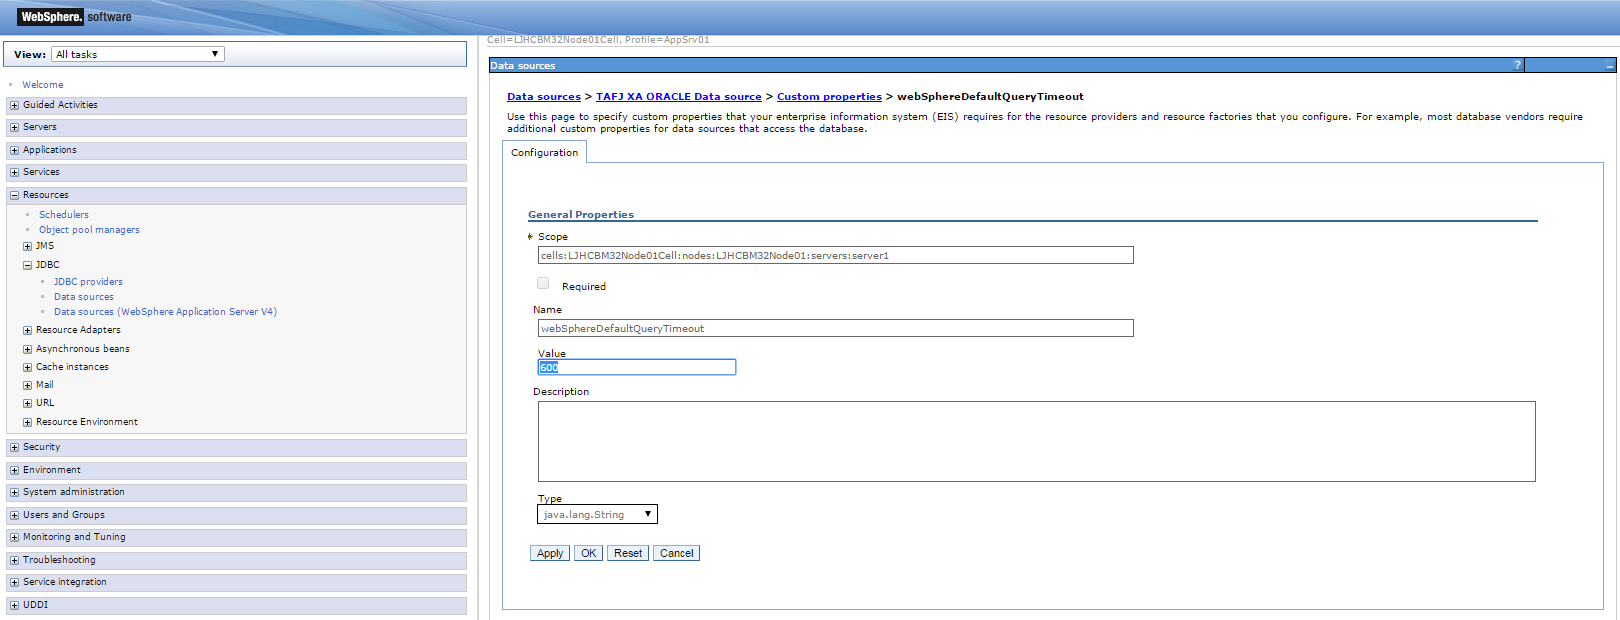 WebSphere. software
View: All tasks
Welcome
Guided Activities
Servers
Applications
Services
Resources
Schedulers
Object pool managers
JMS
JDBC
JDBC providers
Data sources
Data sources (WebSphere Application Server V4)
Resource Adapters
Asynchronous beans
Cache instances
Mail
URL
Resource Environment
Security
Environment
System administration
Users and Groups
Monitoring and Tuning
Troubleshooting
Service integration
UDDI
Cell=LJHCBM32Node01Cell, Profile=AppSrv01
Data sources ? _
Data sources > TAFJ XA ORACLE Data source > Custom properties > webSphereDefaultQueryTimeout
Use this page to specify custom properties that your enterprise information system (EIS) requires for the resource providers and resource factories that you configure. For example, most database vendors require
additional custom properties for data sources that access the database.
Configuration
General Properties
* Scope
cells:LJHCBM32Node01Cell:nodes:LJHCBM32Node01:servers:server1
Required
Name
webSphereDefaultQueryTimeout
Value
600
Description
Type
java.lang.String
Apply OK Reset Cancel